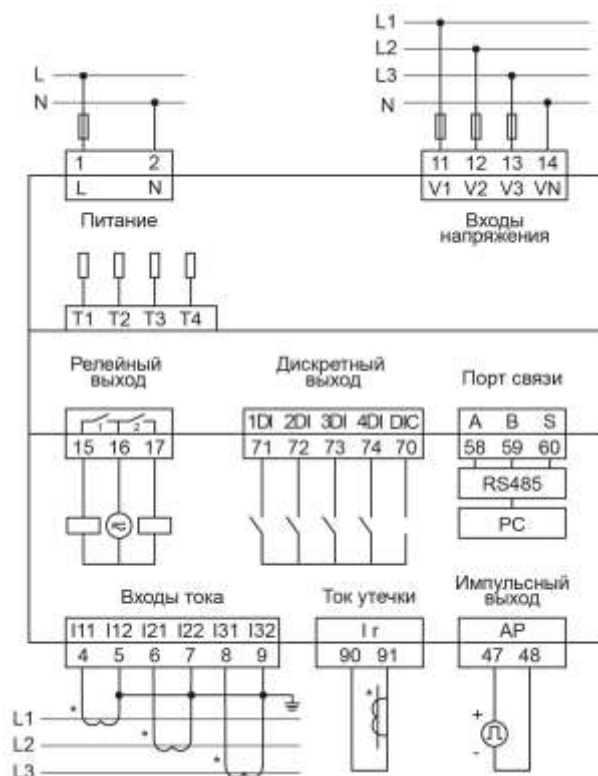 L1
L2
L L3
N N
1 2 11 12 13 14
L N V1 V2 V3 VN
Питание Входы
напряжения
T1 T2 T3 T4
Релейный
выход
Дискретный
выход
Порт связи
1 2 1DI 2DI 3DI 4DI DIC A B S
15 16 17 71 72 73 74 70 58 59 60
RS485
PC
Входы тока Ток утечки Импульсный
выход
I11 I12 I21 I22 I31 I32 I r AP
4 5 6 7 8 9 90 91 47 48
L1 * * +
L2 * -
L3 *